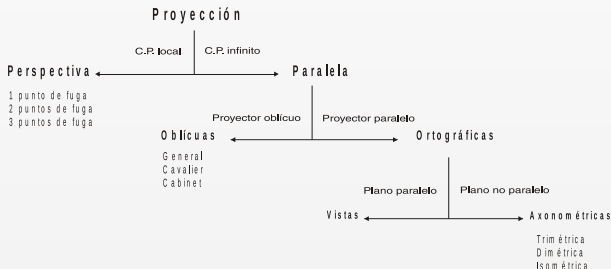 Proyección
C.P. local
C.P. infinito
Perspectiva
Paralela
1 punto de fuga
2 puntos de fuga
3 puntos de fuga
Proyector oblícuo
Proyector paralelo
Oblícuas
Ortográficas
General
Cavalier
Cabinet
Plano paralelo
Plano no paralelo
Vistas
Axonométricas
Trimétrica
Dimétrica
Isométrica